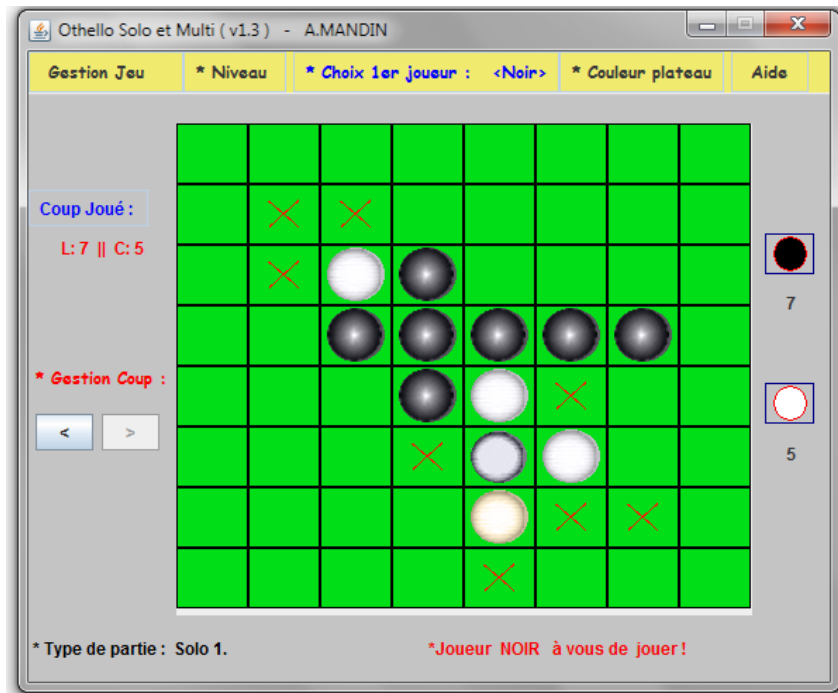 Othello Solo et Multi ( v1.3 ) - A.MANDIN
Gestion Jeu * Niveau * Choix 1er joueur : <Noir> * Couleur plateau Aide
Coup Joué :
L: 7 || C: 5
7
* Gestion Coup :
< >
5
* Type de partie : Solo 1. *Joueur NOIR à vous de jouer !